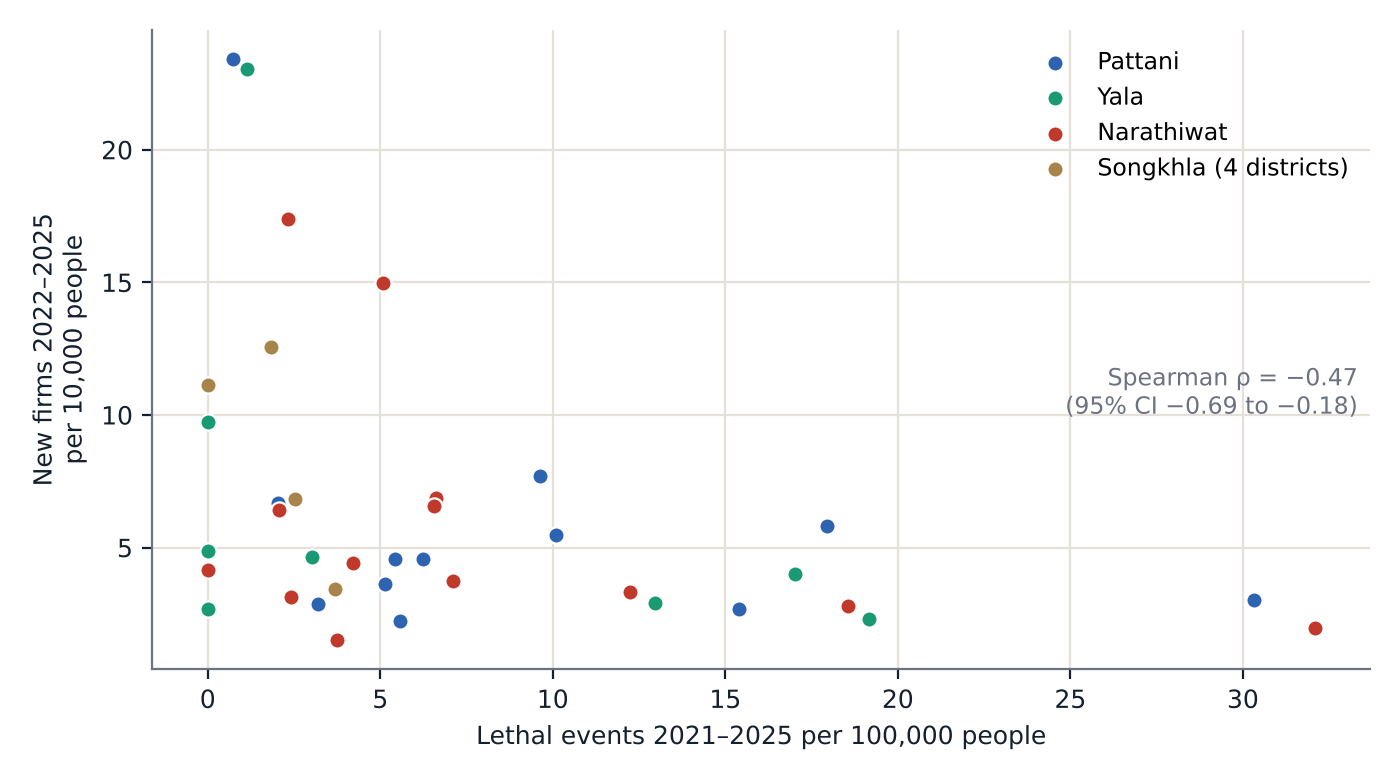 New firms 2022–2025
per 10,000 people
20
15
10
5
Pattani
Yala
Narathiwat
Songkhla (4 districts)
Spearman ρ = −0.47
(95% CI −0.69 to −0.18)
0 5 10 15 20 25 30
Lethal events 2021–2025 per 100,000 people